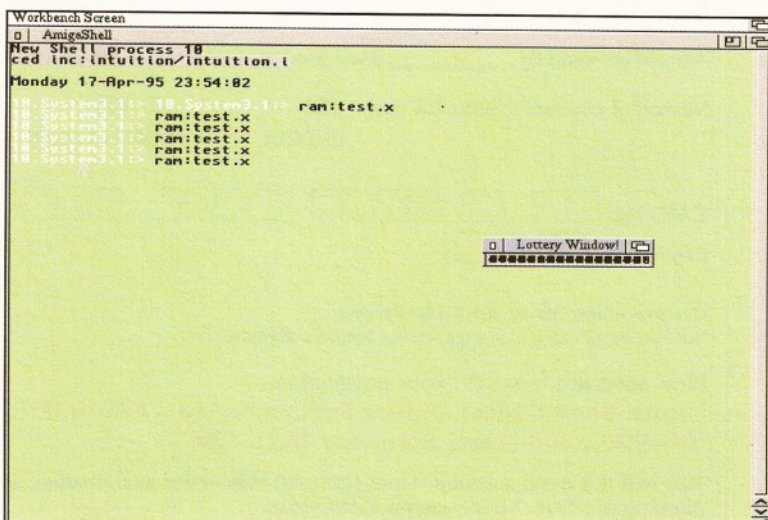 Workbench Screen
AmigaShell
New Shell process 10
ced inc:intuition/intuition.i
Monday 17-Apr-95 23:54:02
10.System3.1:> 10.System3.1:> ram:test.x
10.System3.1:> ram:test.x
10.System3.1:> ram:test.x
10.System3.1:> ram:test.x
10.System3.1:> ram:test.x
10.System3.1:> ram:test.x
Lottery Window!